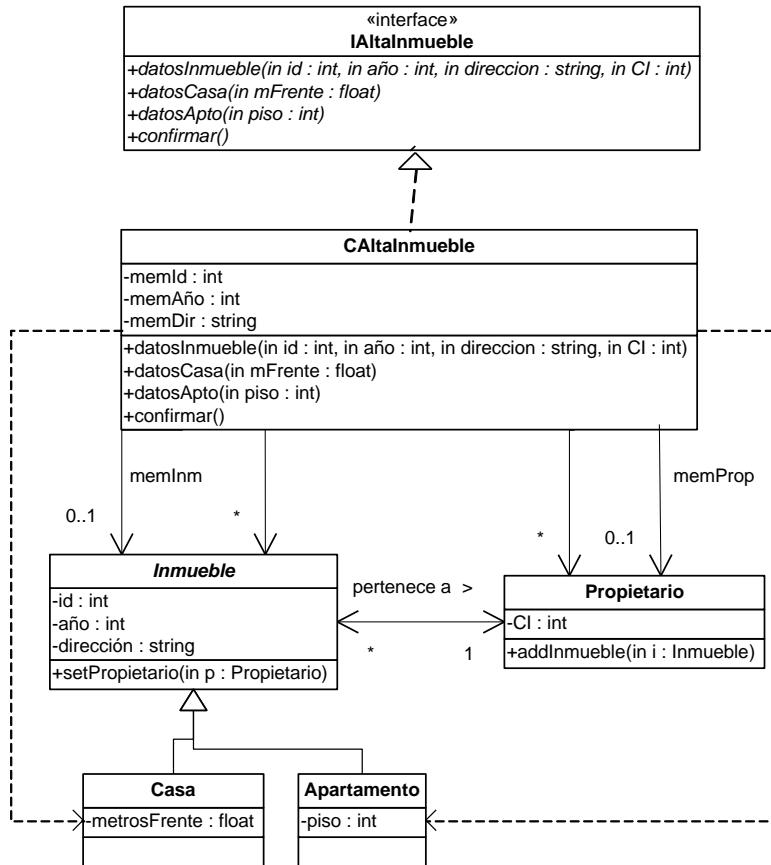 «interface»
IAltaInmueble
+datosInmueble(in id : int, in año : int, in direccion : string, in CI : int)
+datosCasa(in mFrente : float)
+datosApto(in piso : int)
+confirmar()
CAltaInmueble
-memId : int
-memAño : int
-memDir : string
+datosInmueble(in id : int, in año : int, in direccion : string, in CI : int)
+datosCasa(in mFrente : float)
+datosApto(in piso : int)
+confirmar()
memInm
memProp
0..1
*
*
0..1
Inmueble
-id : int
-año : int
-dirección : string
+setPropietario(in p : Propietario)
pertenece a >
*
1
Propietario
-CI : int
+addInmueble(in i : Inmueble)
Casa
-metrosFrente : float
Apartamento
-piso : int